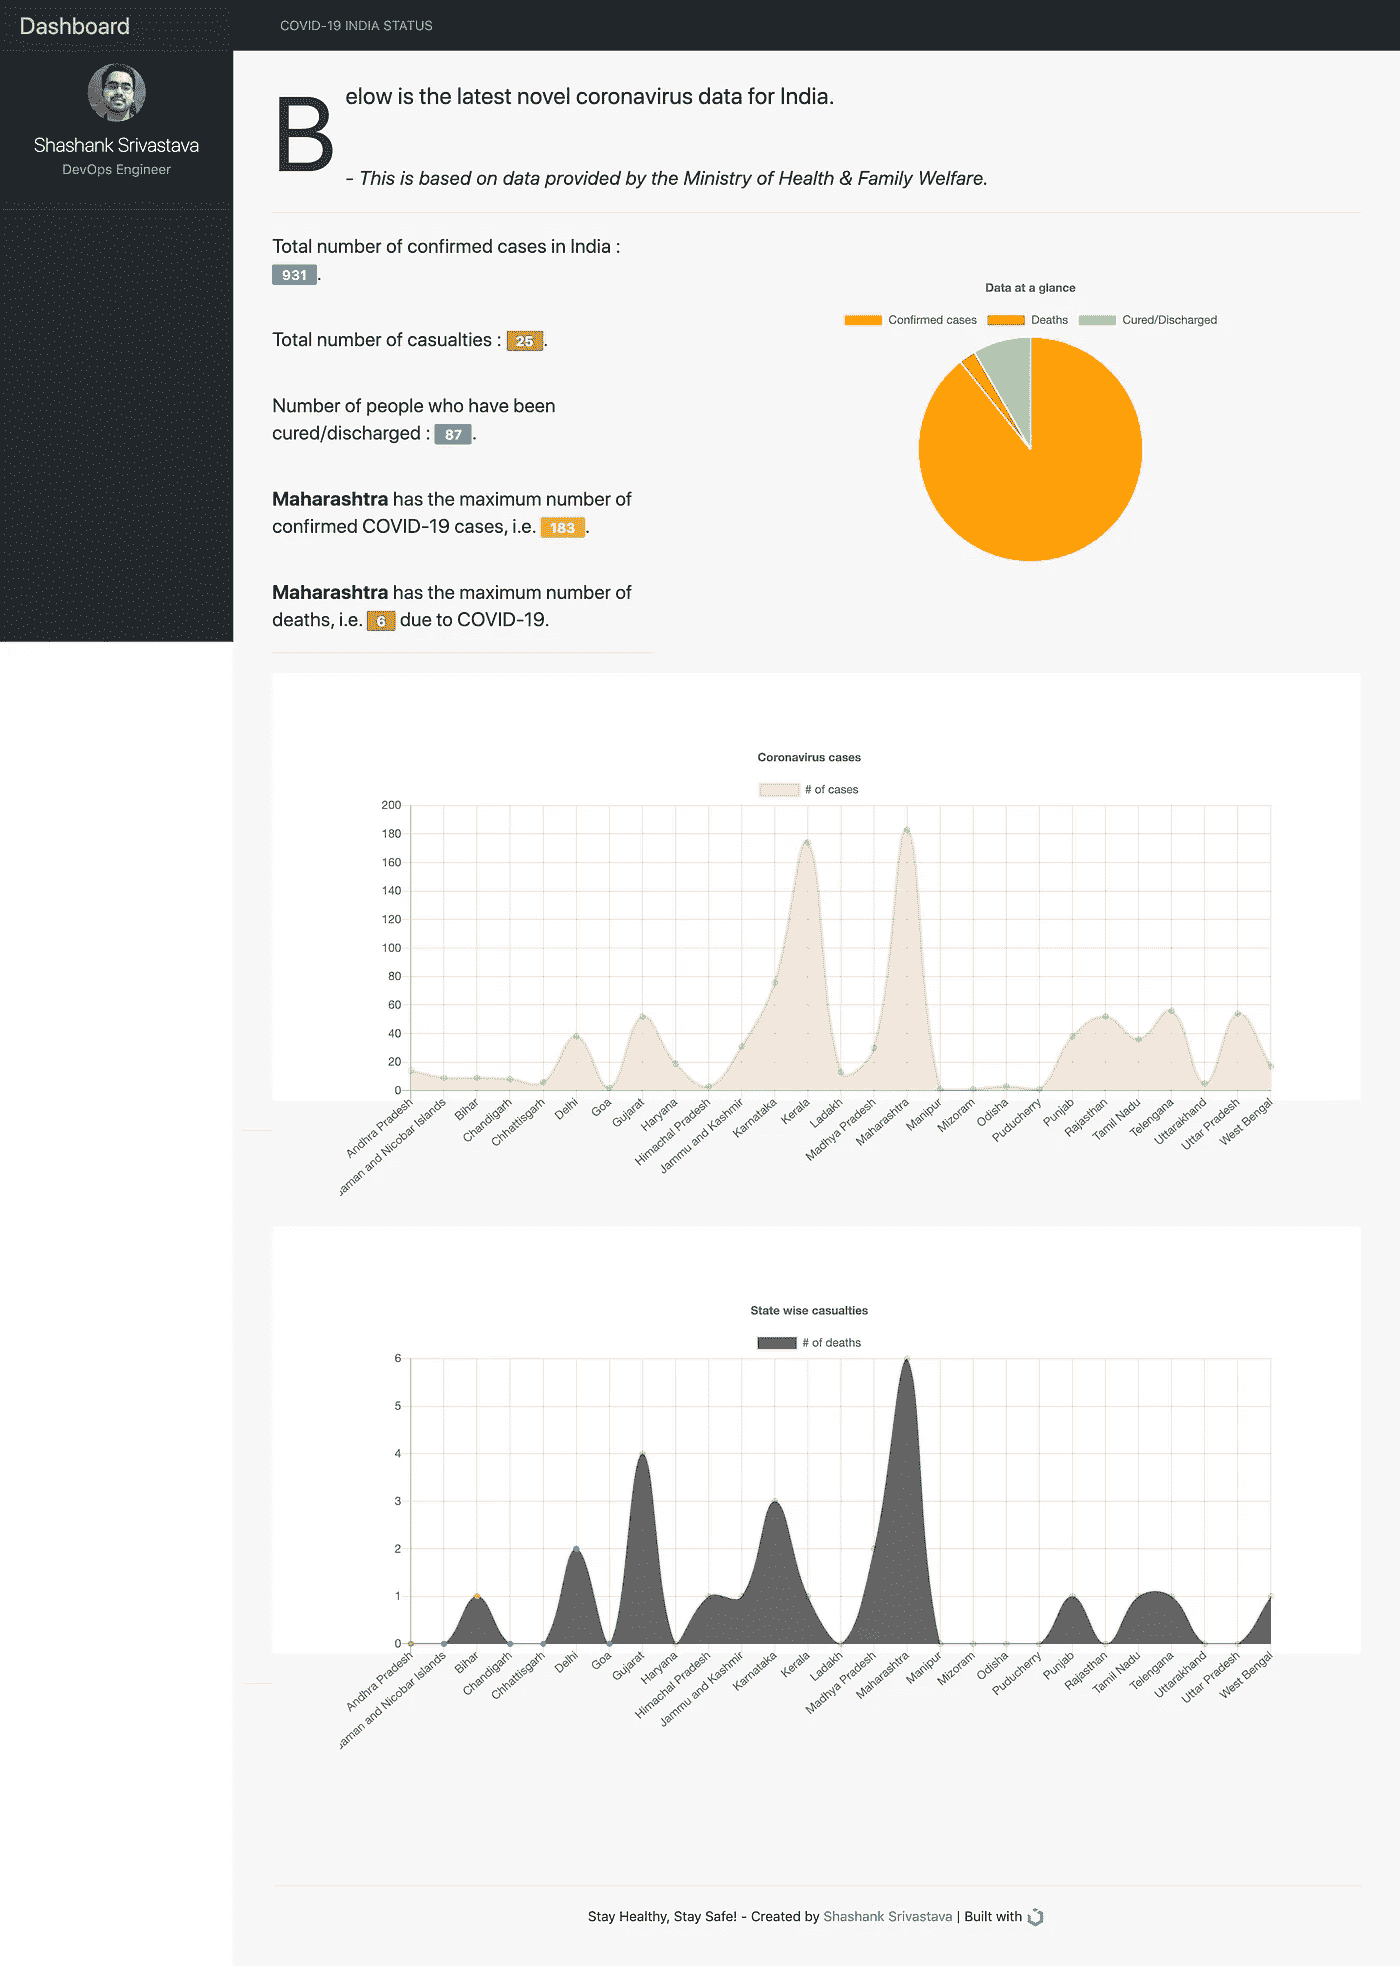 Dashboard
COVID-19 INDIA STATUS
Shashank Srivastava
DevOps Engineer
Below is the latest novel coronavirus data for India.
- This is based on data provided by the Ministry of Health & Family Welfare.
Total number of confirmed cases in India :
931.
Total number of casualties : 25.
Number of people who have been
cured/discharged : 87.
Maharashtra has the maximum number of
confirmed COVID-19 cases, i.e. 183.
Maharashtra has the maximum number of
deaths, i.e. 6 due to COVID-19.
Data at a glance
Confirmed cases Deaths Cured/Discharged
Coronavirus cases
# of cases
200
180
160
140
120
100
80
60
40
20
0
Andhra Pradesh
aman and Nicobar Islands
Bihar
Chandigarh
Chhattisgarh
Delhi
Goa
Gujarat
Haryana
Himachal Pradesh
Jammu and Kashmir
Karnataka
Kerala
Ladakh
Madhya Pradesh
Maharashtra
Manipur
Mizoram
Odisha
Puducherry
Punjab
Rajasthan
Tamil Nadu
Telengana
Uttarakhand
Uttar Pradesh
West Bengal
State wise casualties
# of deaths
6
5
4
3
2
1
0
Andhra Pradesh
aman and Nicobar Islands
Bihar
Chandigarh
Chhattisgarh
Delhi
Goa
Gujarat
Haryana
Himachal Pradesh
Jammu and Kashmir
Karnataka
Kerala
Ladakh
Madhya Pradesh
Maharashtra
Manipur
Mizoram
Odisha
Puducherry
Punjab
Rajasthan
Tamil Nadu
Telengana
Uttarakhand
Uttar Pradesh
West Bengal
Stay Healthy, Stay Safe! - Created by Shashank Srivastava | Built with